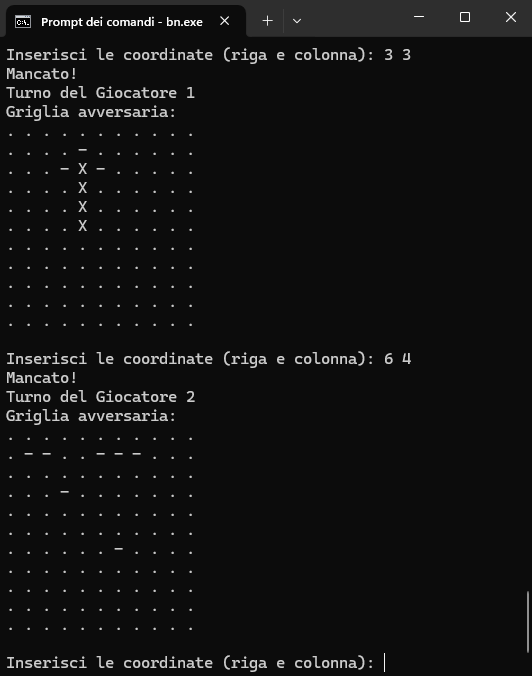 Prompt dei comandi - bn.exe
Inserisci le coordinate (riga e colonna): 3 3
Mancato!
Turno del Giocatore 1
Griglia avversaria:
. . . . . . . . . . .
. . . . - . . . . . .
. . . - X - . . . . .
. . . . X . . . . . .
. . . . X . . . . . .
. . . . X . . . . . .
. . . . . . . . . . .
. . . . . . . . . . .
. . . . . . . . . . .
. . . . . . . . . . .
. . . . . . . . . . .
Inserisci le coordinate (riga e colonna): 6 4
Mancato!
Turno del Giocatore 2
Griglia avversaria:
. . . . . . . . . . .
. - - . . - - - . . .
. . . . . . . . . . .
. . . - . . . . . . .
. . . . . . . . . . .
. . . . . . . . . . .
. . . . . . - . . . .
. . . . . . . . . . .
. . . . . . . . . . .
. . . . . . . . . . .
. . . . . . . . . . .
Inserisci le coordinate (riga e colonna):